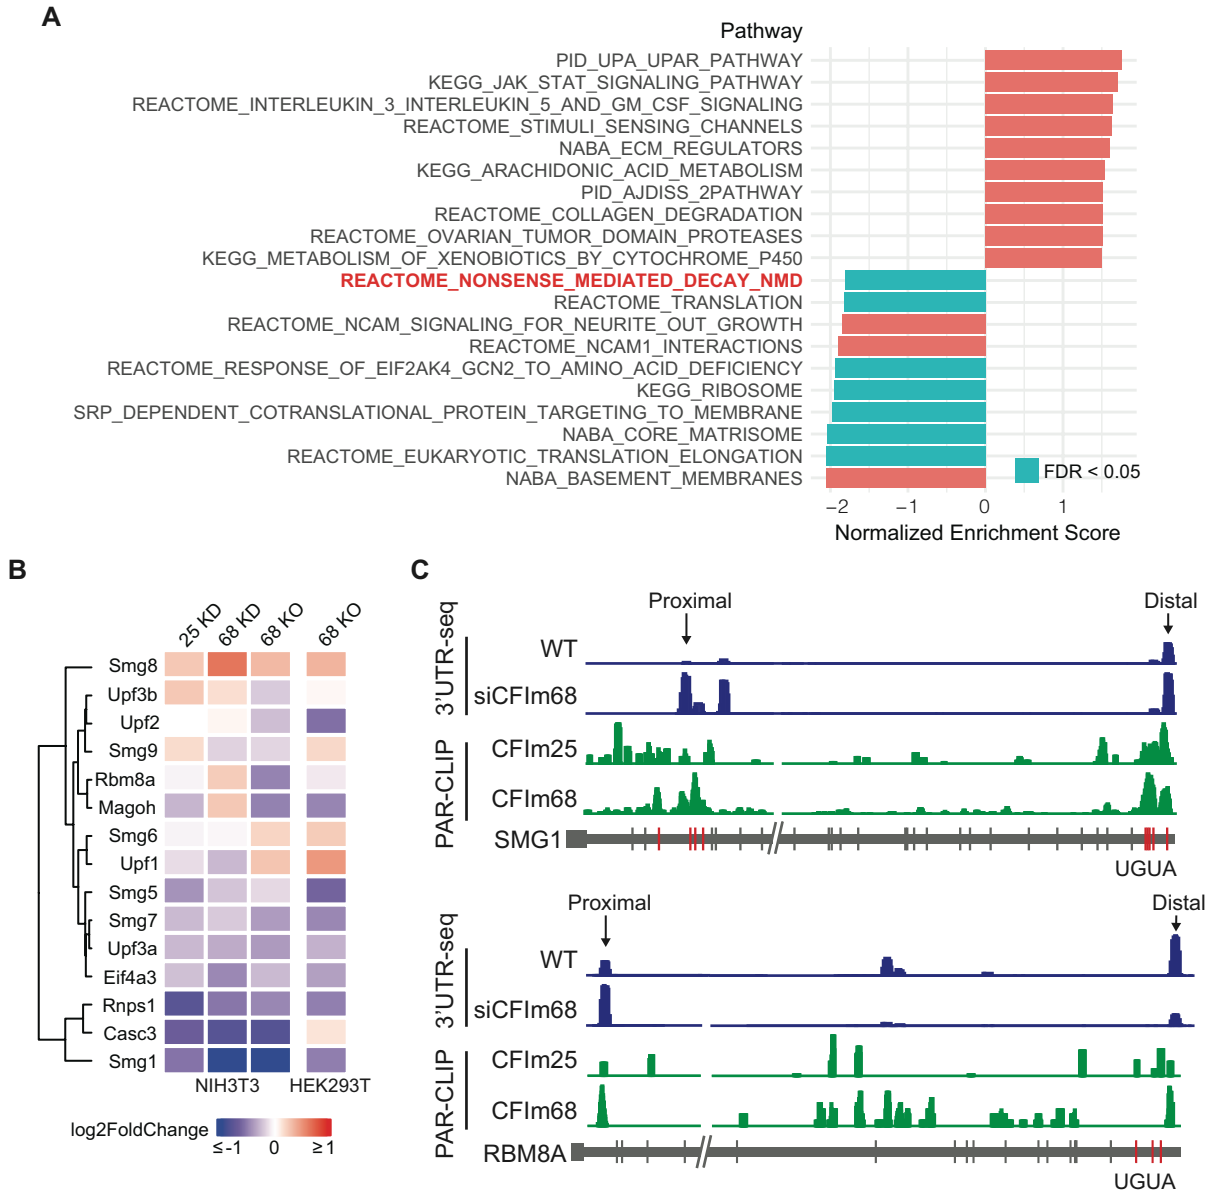 A
Pathway
PID_UPA_UPAR_PATHWAY
KEGG_JAK_STAT_SIGNALING_PATHWAY
REACTOME_INTERLEUKIN_3_INTERLEUKIN_5_AND_GM_CSF_SIGNALING
REACTOME_STIMULI_SENSING_CHANNELS
NABA_ECM_REGULATORS
KEGG_ARACHIDONIC_ACID_METABOLISM
PID_AJDISS_2PATHWAY
REACTOME_COLLAGEN_DEGRADATION
REACTOME_OVARIAN_TUMOR_DOMAIN_PROTEASES
KEGG_METABOLISM_OF_XENOBIOTICS_BY_CYTOCHROME_P450
REACTOME_NONSENSE_MEDIATED_DECAY_NMD
REACTOME_TRANSLATION
REACTOME_NCAM_SIGNALING_FOR_NEURITE_OUT_GROWTH
REACTOME_NCAM1_INTERACTIONS
REACTOME_RESPONSE_OF_EIF2AK4_GCN2_TO_AMINO_ACID_DEFICIENCY
KEGG_RIBOSOME
SRP_DEPENDENT_COTRANSLATIONAL_PROTEIN_TARGETING_TO_MEMBRANE
NABA_CORE_MATRISOME
REACTOME_EUKARYOTIC_TRANSLATION_ELONGATION
NABA_BASEMENT_MEMBRANES
FDR < 0.05
−2 −1 0 1
Normalized Enrichment Score
B
25 KD 68 KD 68 KO 68 KO
Smg8
Upf3b
Upf2
Smg9
Rbm8a
Magoh
Smg6
Upf1
Smg5
Smg7
Upf3a
Eif4a3
Rnps1
Casc3
Smg1
NIH3T3 HEK293T
log2FoldChange
≤-1 0 ≥1
C
Proximal Distal
3'UTR-seq
WT
siCFIm68
PAR-CLIP
CFIm25
CFIm68
SMG1
UGUA
Proximal Distal
3'UTR-seq
WT
siCFIm68
PAR-CLIP
CFIm25
CFIm68
RBM8A
UGUA